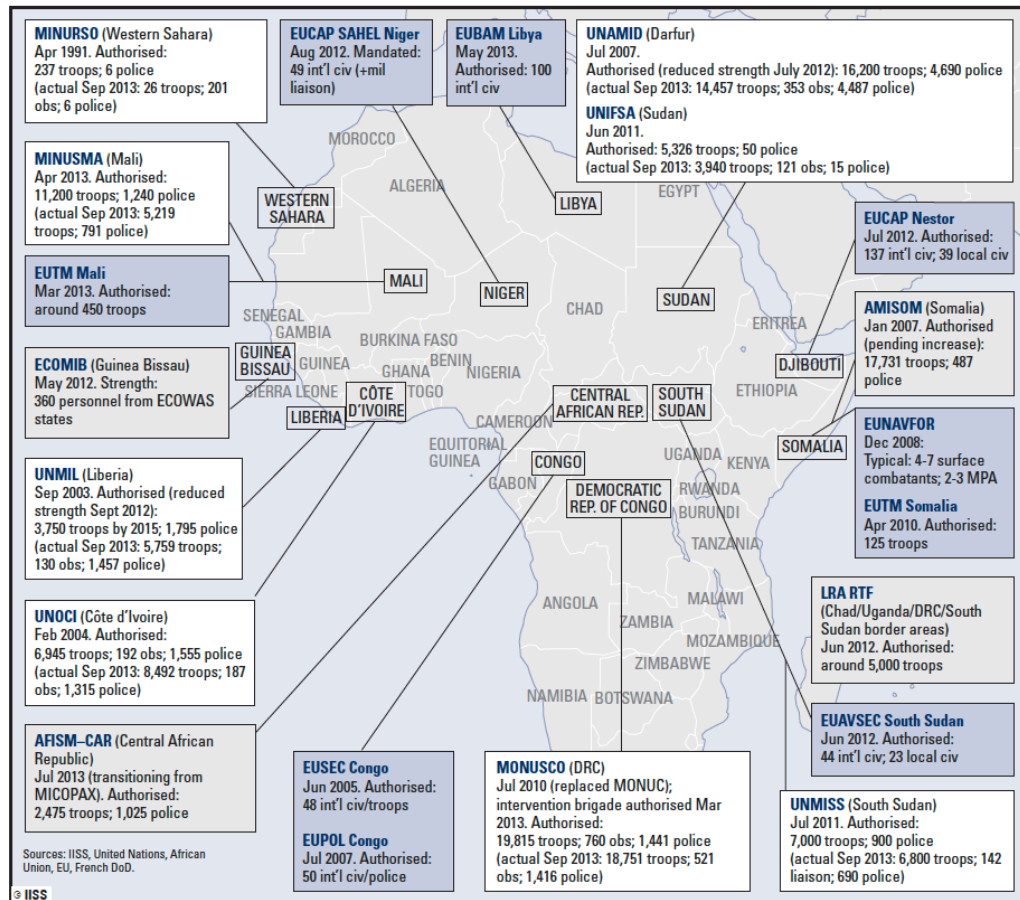 MINURSO (Western Sahara)
Apr 1991. Authorised:
237 troops; 6 police
(actual Sep 2013: 26 troops; 201
obs; 6 police)
EUCAP SAHEL Niger
Aug 2012. Mandated:
49 int'l civ (+mil
liaison)
EUBAM Libya
May 2013.
Authorised: 100
int'l civ
UNAMID (Darfur)
Jul 2007.
Authorised (reduced strength July 2012): 16,200 troops; 4,690 police
(actual Sep 2013: 14,457 troops; 353 obs; 4,487 police)
UNIFSA (Sudan)
Jun 2011.
Authorised: 5,326 troops; 50 police
(actual Sep 2013: 3,940 troops; 121 obs; 15 police)
MINUSMA (Mali)
Apr 2013. Authorised:
11,200 troops; 1,240 police
(actual Sep 2013: 5,219
troops; 791 police)
EUTM Mali
Mar 2013. Authorised:
around 450 troops
ECOMIB (Guinea Bissau)
May 2012. Strength:
360 personnel from ECOWAS
states
UNMIL (Liberia)
Sep 2003. Authorised (reduced
strength Sept 2012):
3,750 troops by 2015; 1,795 police
(actual Sep 2013: 5,759 troops;
130 obs; 1,457 police)
UNOCI (Côte d'Ivoire)
Feb 2004. Authorised:
6,945 troops; 192 obs; 1,555 police
(actual Sep 2013: 8,492 troops; 187
obs; 1,315 police)
AFISM–CAR (Central African
Republic)
Jul 2013 (transitioning from
MICOPAX). Authorised:
2,475 troops; 1,025 police
MOROCCO
ALGERIA
WESTERN
SAHARA
LIBYA
EGYPT
MALI
NIGER
CHAD
SUDAN
ERITREA
SENEGAL
GAMBIA
GUINEA
BISSAU
GUINEA
BURKINA FASO
BENIN
GHANA
NIGERIA
TOGO
SIERRA LEONE
LIBERIA
CÔTE
D'IVOIRE
CAMEROON
CENTRAL
AFRICAN REP.
SOUTH
SUDAN
ETHIOPIA
DJIBOUTI
SOMALIA
EQUITORIAL
GUINEA
GABON
CONGO
DEMOCRATIC
REP. OF CONGO
UGANDA
KENYA
RWANDA
BURUNDI
TANZANIA
ANGOLA
MALAWI
ZAMBIA
MOZAMBIQUE
ZIMBABWE
NAMIBIA
BOTSWANA
EUCAP Nestor
Jul 2012. Authorised:
137 int'l civ; 39 local civ
AMISOM (Somalia)
Jan 2007. Authorised
(pending increase):
17,731 troops; 487
police
EUNAVFOR
Dec 2008:
Typical: 4-7 surface
combatants; 2-3 MPA
EUTM Somalia
Apr 2010. Authorised:
125 troops
LRA RTF
(Chad/Uganda/DRC/South
Sudan border areas)
Jun 2012. Authorised:
around 5,000 troops
EUAVSEC South Sudan
Jun 2012. Authorised:
44 int'l civ; 23 local civ
UNMISS (South Sudan)
Jul 2011. Authorised:
7,000 troops; 900 police
(actual Sep 2013: 6,800 troops; 142
liaison; 690 police)
EUSEC Congo
Jun 2005. Authorised:
48 int'l civ/troops
EUPOL Congo
Jul 2007. Authorised:
50 int'l civ/police
MONUSCO (DRC)
Jul 2010 (replaced MONUC);
intervention brigade authorised Mar
2013. Authorised:
19,815 troops; 760 obs; 1,441 police
(actual Sep 2013: 18,751 troops; 521
obs; 1,416 police)
Sources: IISS, United Nations, African
Union, EU, French DoD.
© IISS